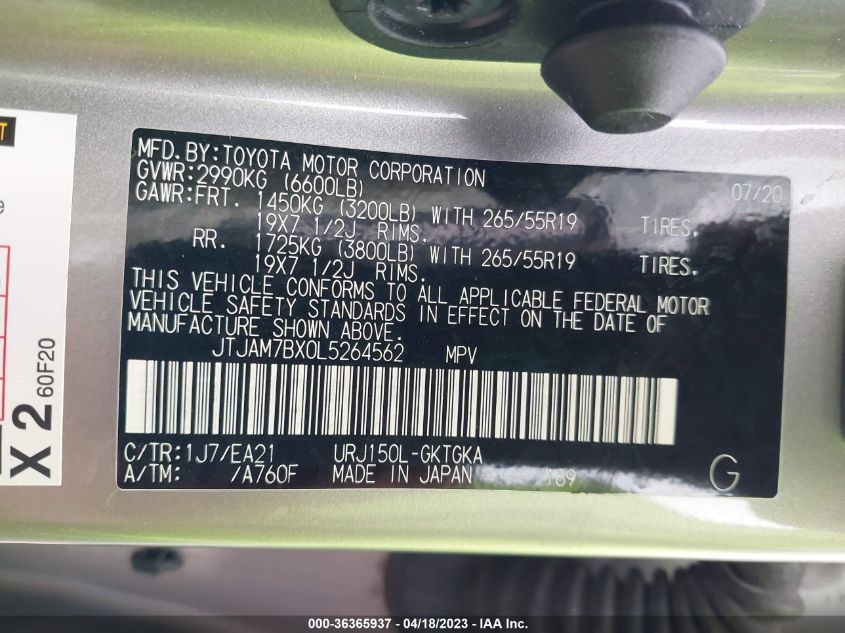 MFD.BY:TOYOTA MOTOR CORPORATION 07/20
GVWR:2990KG (6600LB)
GAWR:FRT. 1450KG (3200LB) WITH 265/55R19 TIRES.
19X7 1/2J RIMS.
RR. 1725KG (3800LB) WITH 265/55R19 TIRES.
19X7 1/2J RIMS.
THIS VEHICLE CONFORMS TO ALL APPLICABLE FEDERAL MOTOR
VEHICLE SAFETY STANDARDS IN EFFECT ON THE DATE OF
MANUFACTURE SHOWN ABOVE.
JTJAM7BX0L5264562 MPV
C/TR:1J7/EA21 URJ150L-GKTGKA
A/TM: /A760F MADE IN JAPAN 189 G
X2 60F20
000-36365937 - 04/18/2023 - IAA Inc.